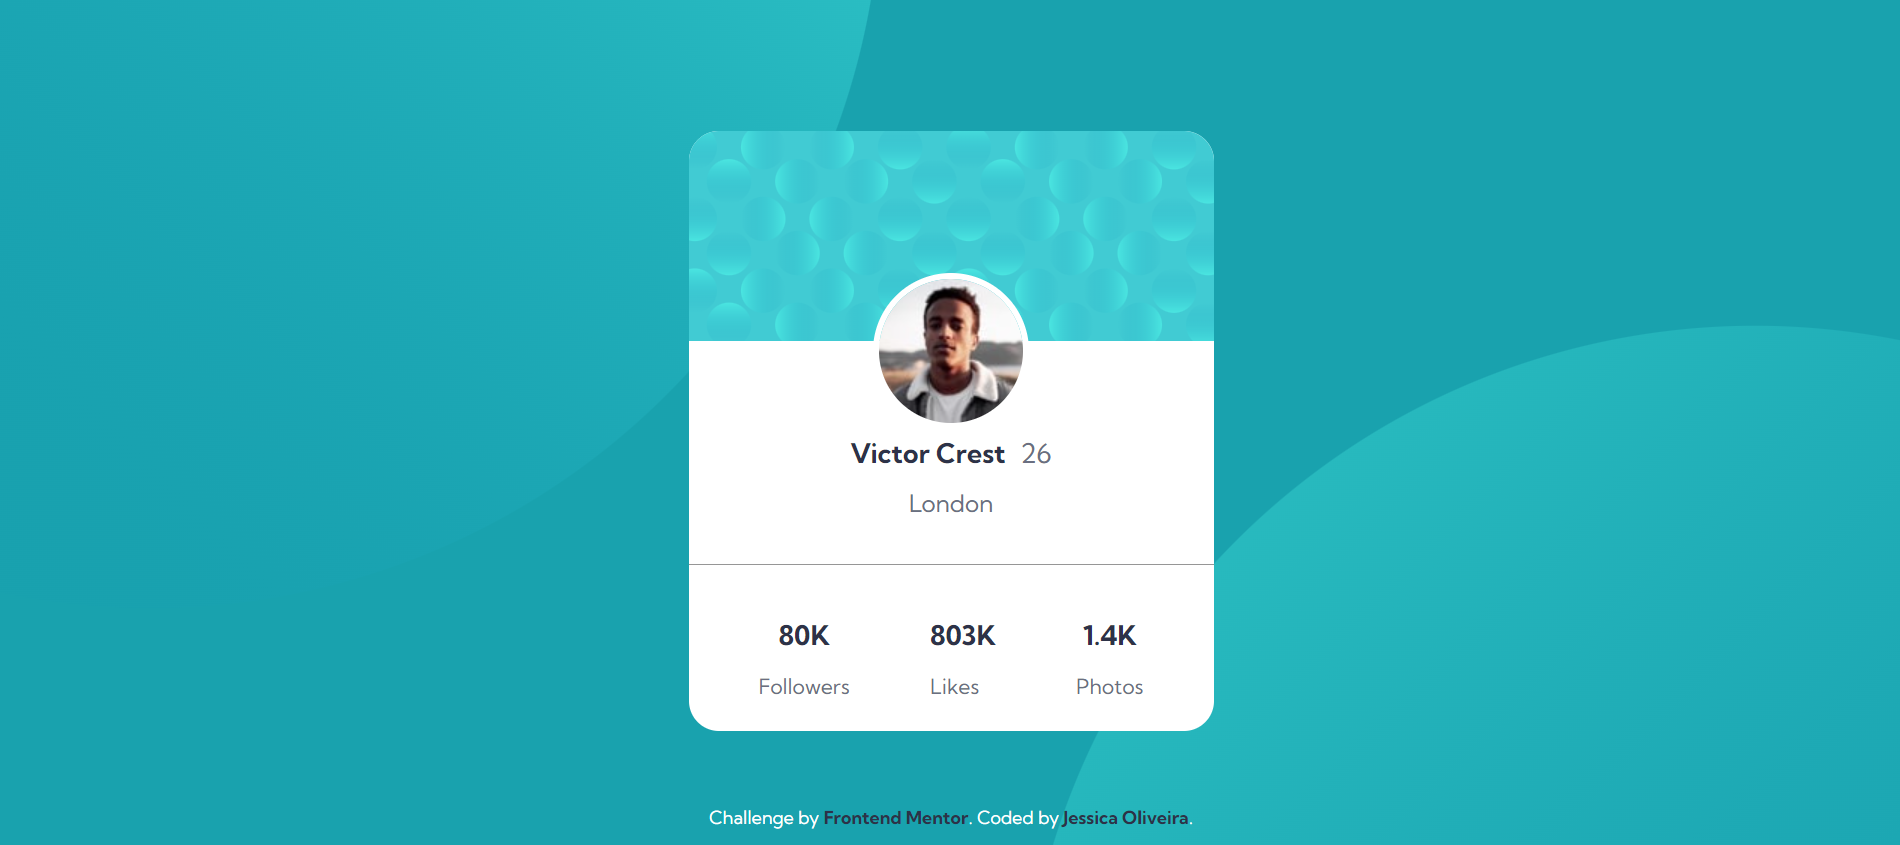 Victor Crest 26
London
80K 803K 1.4K
Followers Likes Photos
Challenge by Frontend Mentor. Coded by Jessica Oliveira.